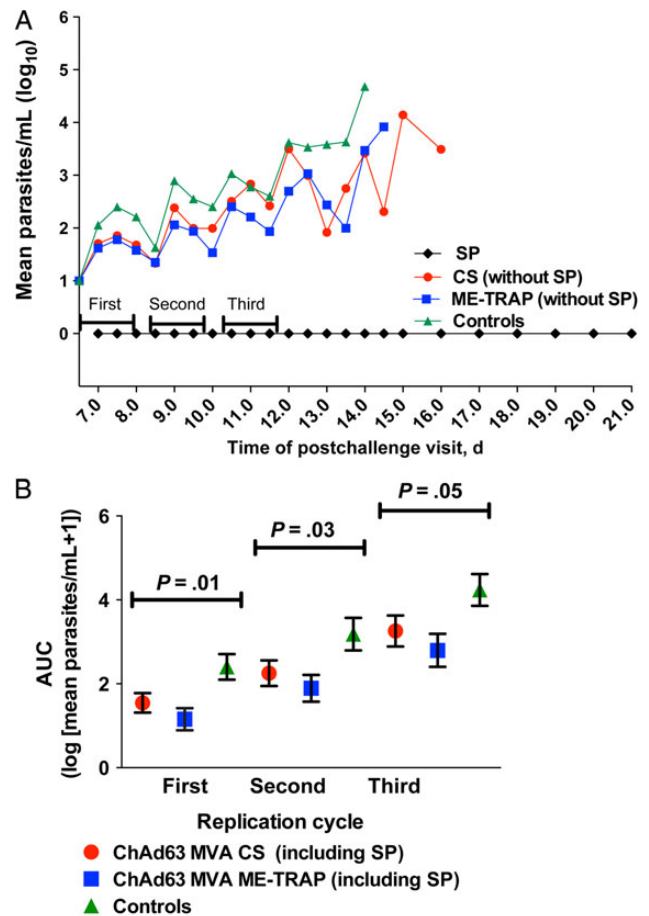 A
Mean parasites/mL (log10)
6
5
4
3
2
1
0
First
Second
Third
SP
CS (without SP)
ME-TRAP (without SP)
Controls
7.0 8.0 9.0 10.0 11.0 12.0 13.0 14.0 15.0 16.0 17.0 18.0 19.0 20.0 21.0
Time of postchallenge visit, d
B
AUC
(log [mean parasites/mL+1])
6
4
2
0
P = .01
P = .03
P = .05
First Second Third
Replication cycle
ChAd63 MVA CS (including SP)
ChAd63 MVA ME-TRAP (including SP)
Controls